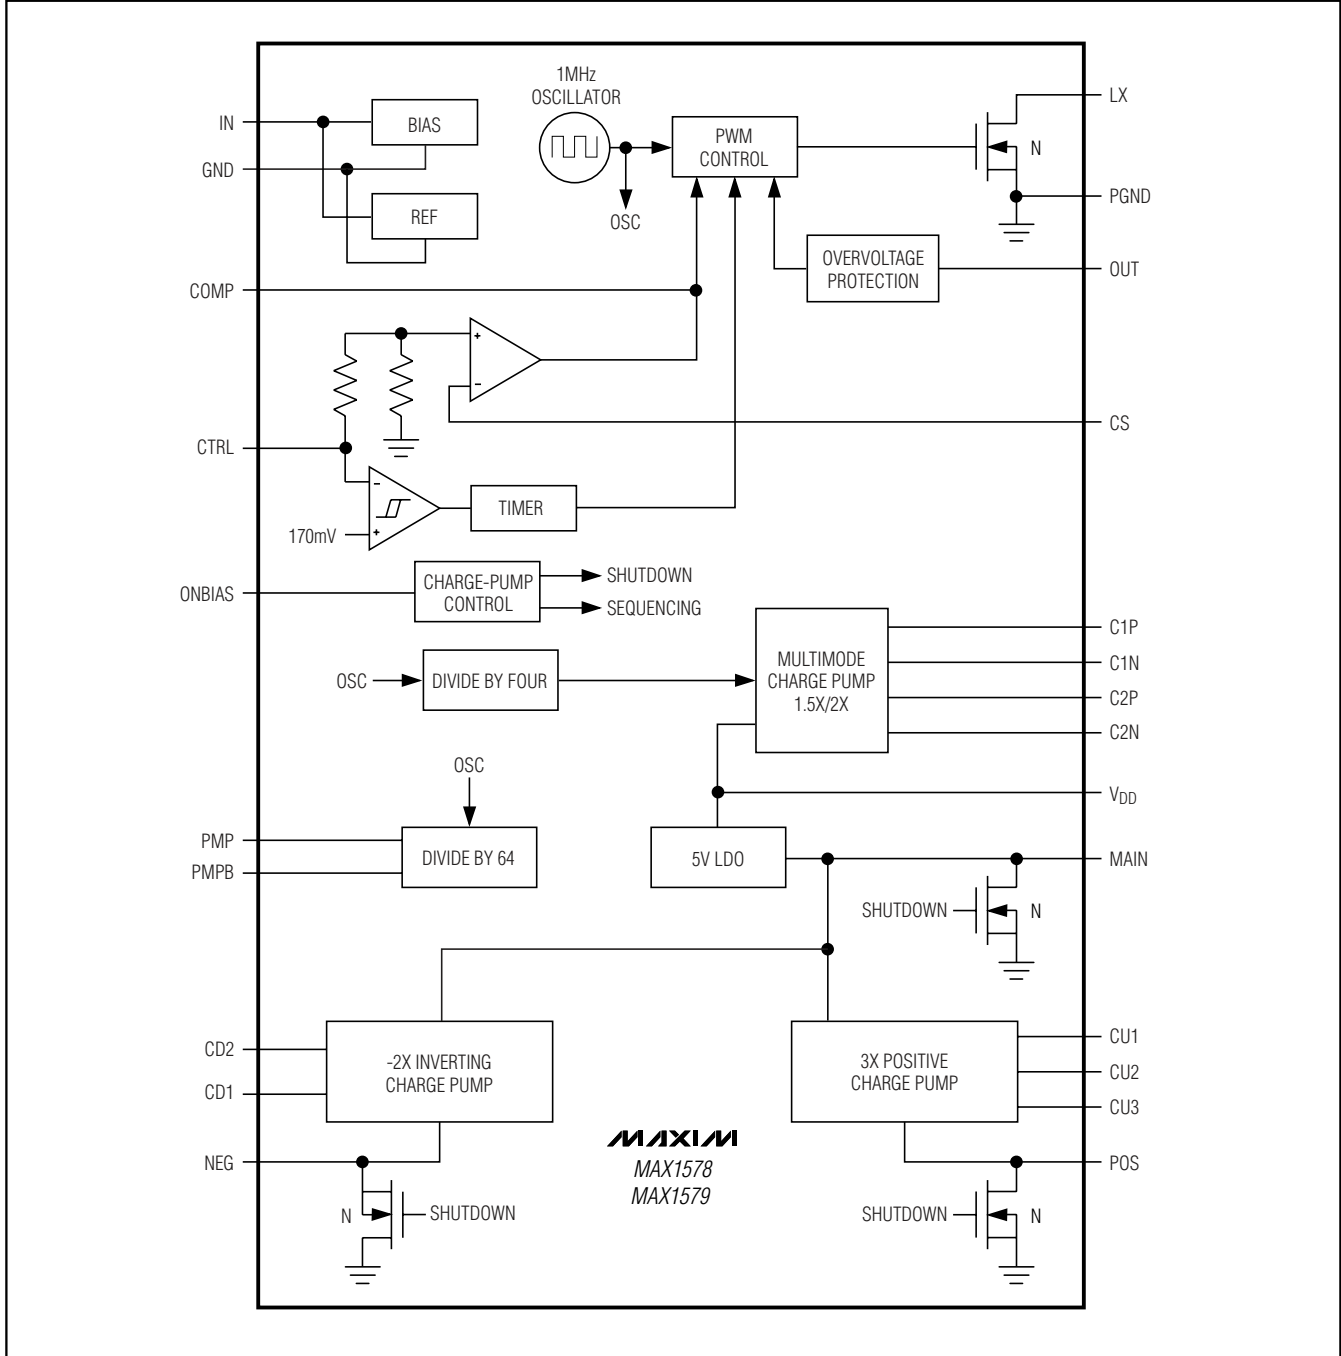 1MHz
OSCILLATOR
LX
IN
BIAS
PWM
CONTROL
N
GND
PGND
REF
OSC
OVERVOLTAGE
PROTECTION
OUT
COMP
+
-
CS
CTRL
-
TIMER
170mV
+
ONBIAS
CHARGE-PUMP
CONTROL
SHUTDOWN
SEQUENCING
C1P
MULTIMODE
CHARGE PUMP
1.5X/2X
C1N
OSC
DIVIDE BY FOUR
C2P
C2N
OSC
VDD
PMP
PMPB
DIVIDE BY 64
5V LDO
MAIN
SHUTDOWN
N
CD2
CD1
-2X INVERTING
CHARGE PUMP
3X POSITIVE
CHARGE PUMP
CU1
CU2
CU3
MAXIM
MAX1578
MAX1579
NEG
POS
N
SHUTDOWN
SHUTDOWN
N